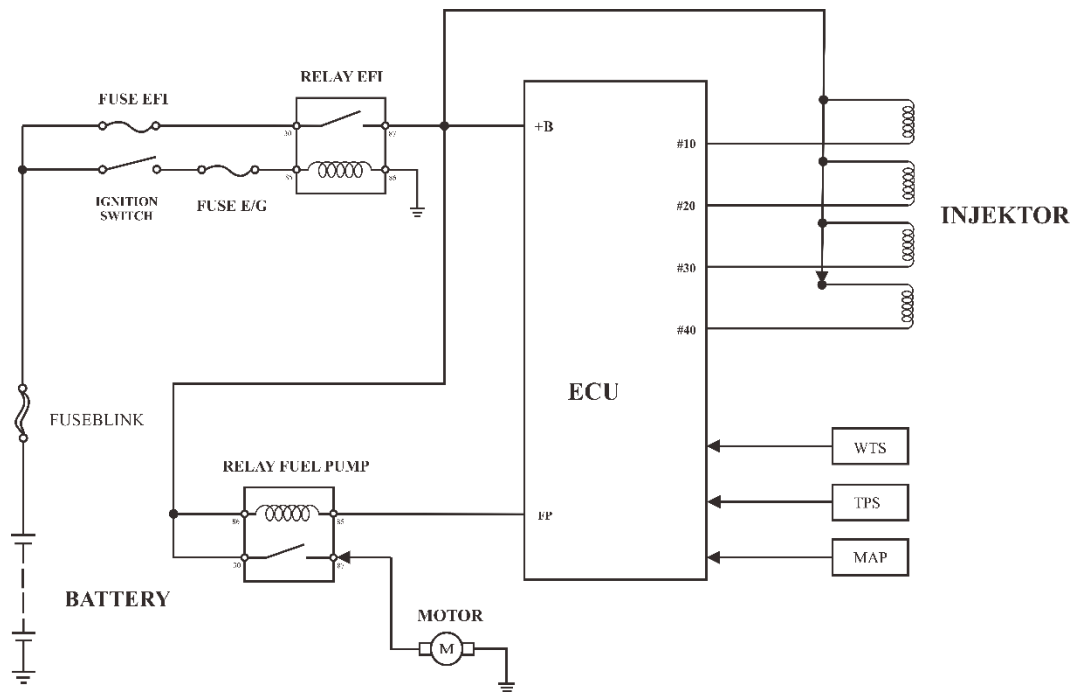 RELAY EFI
FUSE EFI
30
87
+B
#10
85
86
IGNITION
SWITCH
FUSE E/G
#20
INJEKTOR
#30
#40
ECU
FUSEBLINK
WTS
RELAY FUEL PUMP
TPS
86
85
FP
30
87
MAP
BATTERY
MOTOR
M